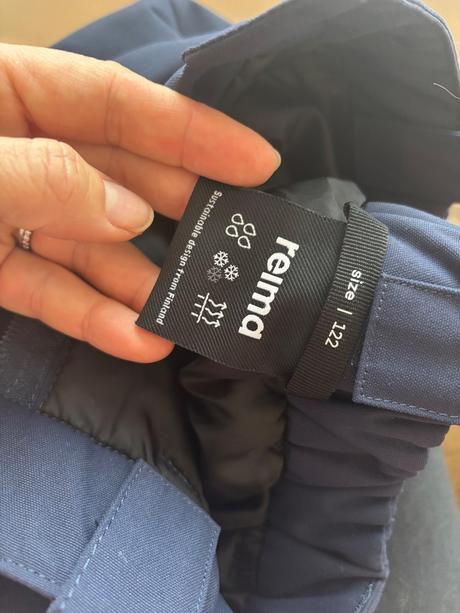 reima
Sustainable design from Finland
size | 122